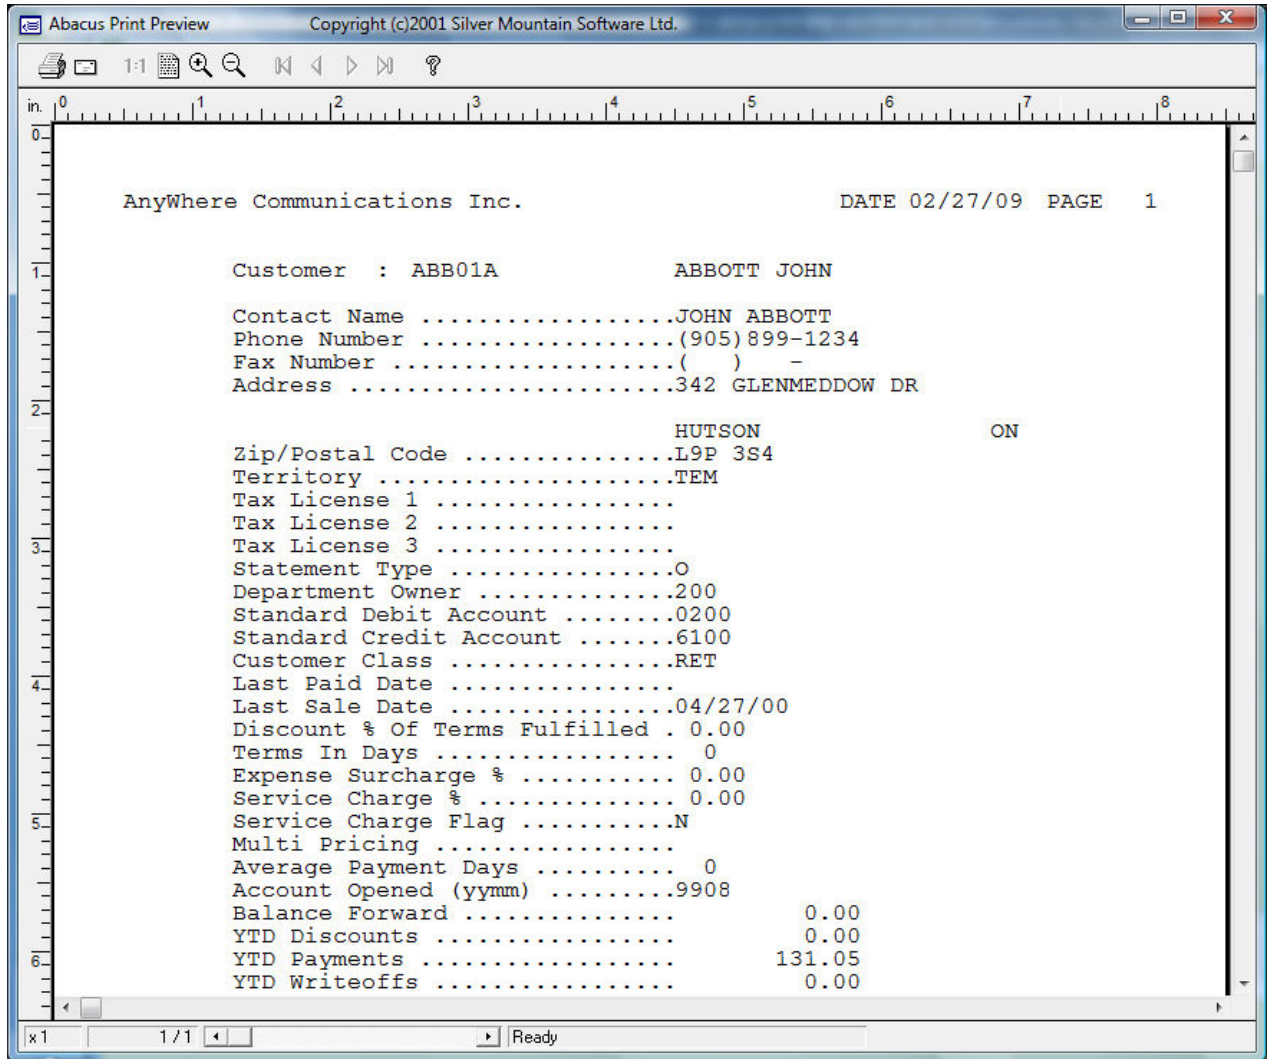 Abacus Print Preview Copyright (c)2001 Silver Mountain Software Ltd.
1:1
in. 0 1 2 3 4 5 6 7 8
0
AnyWhere Communications Inc. DATE 02/27/09 PAGE 1
1
Customer : ABB01A ABBOTT JOHN
Contact Name ..................JOHN ABBOTT
Phone Number ..................(905)899-1234
Fax Number ....................( ) -
Address .......................342 GLENMEDDOW DR
2
HUTSON ON
Zip/Postal Code ...............L9P 3S4
Territory .....................TEM
Tax License 1 .................
Tax License 2 .................
3
Tax License 3 .................
Statement Type ................O
Department Owner ..............200
Standard Debit Account ........0200
Standard Credit Account .......6100
Customer Class ................RET
4
Last Paid Date ................
Last Sale Date ................04/27/00
Discount % Of Terms Fulfilled . 0.00
Terms In Days ................. 0
Expense Surcharge % ........... 0.00
Service Charge % .............. 0.00
5
Service Charge Flag ...........N
Multi Pricing .................
Average Payment Days .......... 0
Account Opened (yymm) .........9908
Balance Forward ............... 0.00
YTD Discounts ................. 0.00
6
YTD Payments .................. 131.05
YTD Writeoffs ................. 0.00
x1 1/1 Ready